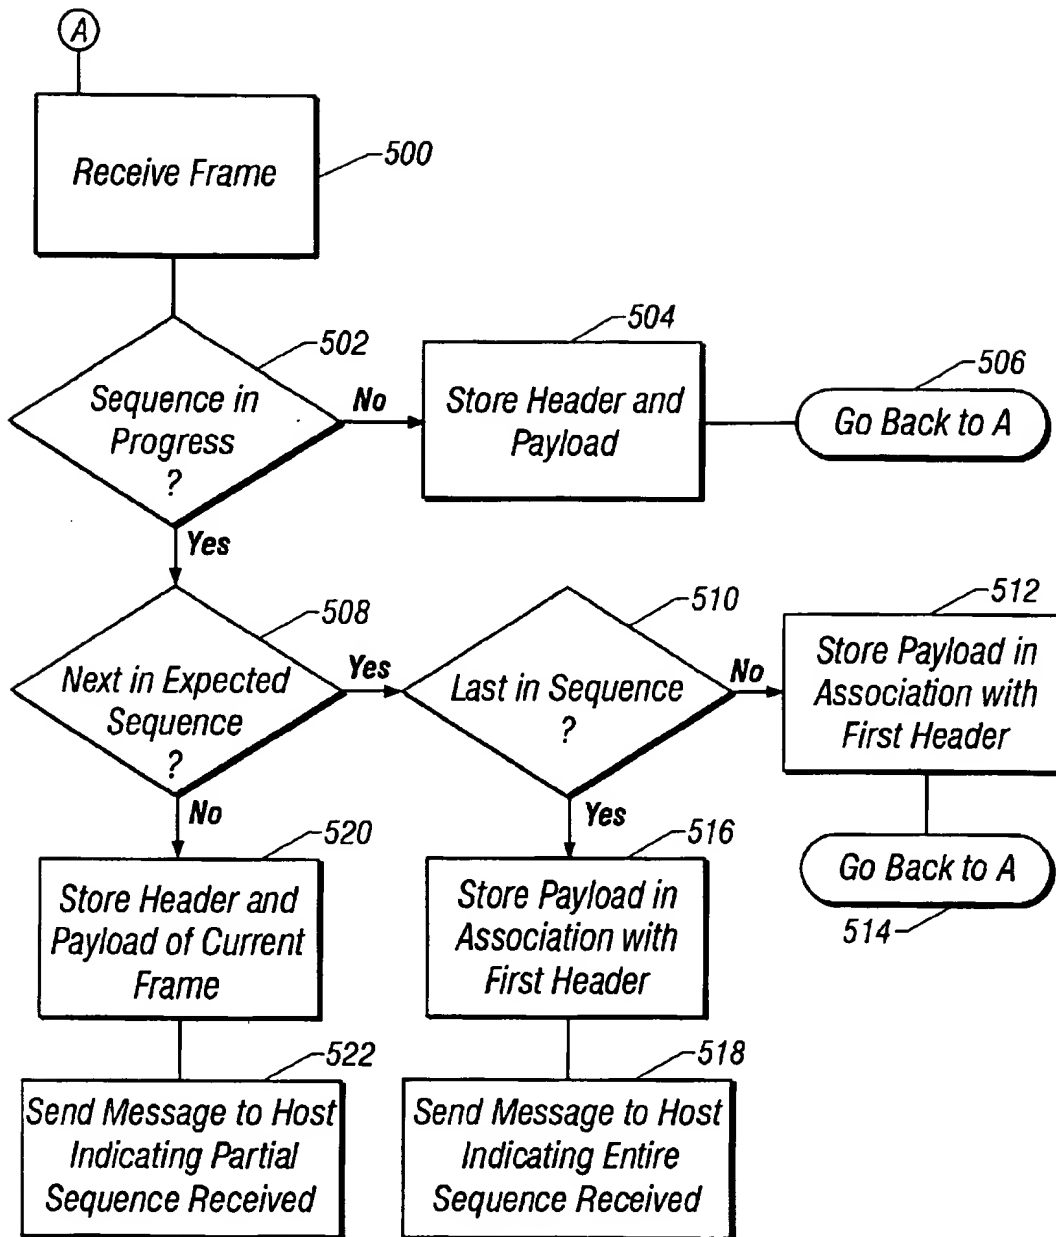 A
Receive Frame
500
502
Sequence in
Progress
?
No
504
Store Header and
Payload
506
Go Back to A
Yes
508
Next in Expected
Sequence
?
Yes
510
Last in Sequence
?
No
512
Store Payload in
Association with
First Header
Go Back to A
514
No
520
Store Header and
Payload of Current
Frame
Yes
516
Store Payload in
Association with
First Header
522
Send Message to Host
Indicating Partial
Sequence Received
518
Send Message to Host
Indicating Entire
Sequence Received